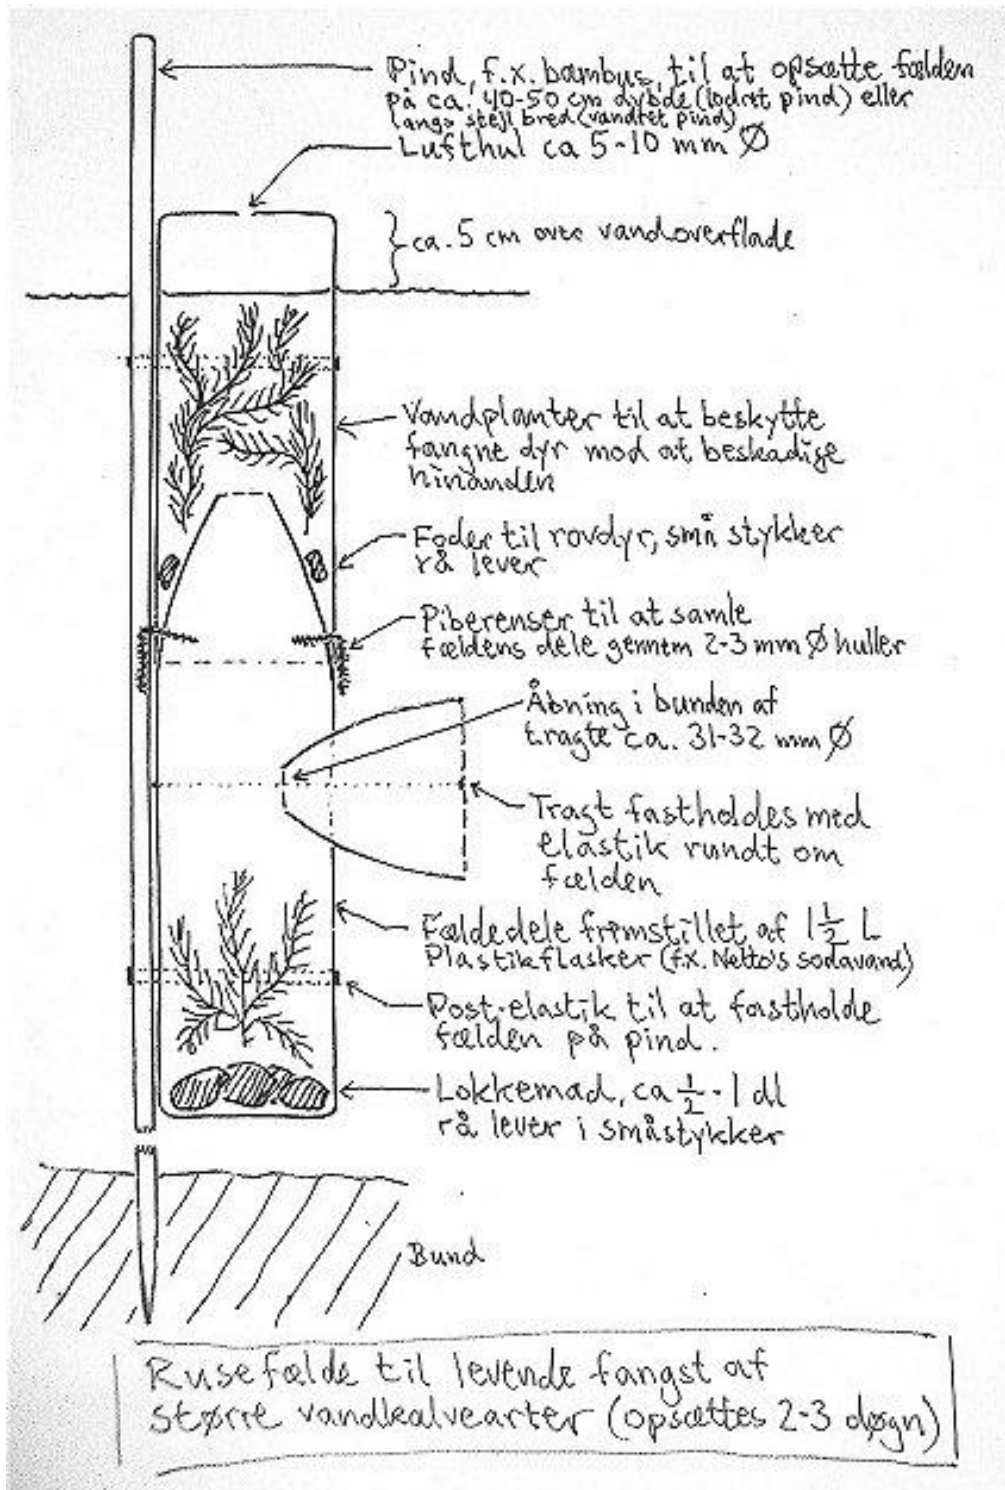 Pind, f.x. bambus, til at opsætte fælden
på ca. 40-50 cm dybde (lodret pind) eller
langs stejl bred (vandret pind)
Lufthul ca 5-10 mm Ø
ca. 5 cm over vandoverflade
Vandplanter til at beskytte
fangne dyr mod at beskadige
hinanden
Foder til rovdyr, små stykker
rå lever
Piberenser til at samle
fældens dele gennem 2-3 mm Ø huller
Åbning i bunden af
tragte ca. 31-32 mm Ø
Tragt fastholdes med
elastik rundt om
fælden
Fældedele fremstillet af 1½ L
Plastikflasker (f.x. Netto's sodavand)
Post-elastik til at fastholde
fælden på pind.
Lokkemad, ca ½-1 dl
rå lever i småstykker
Bund
Rusefælde til levende fangst af
større vandkalvearter (opsættes 2-3 døgn)